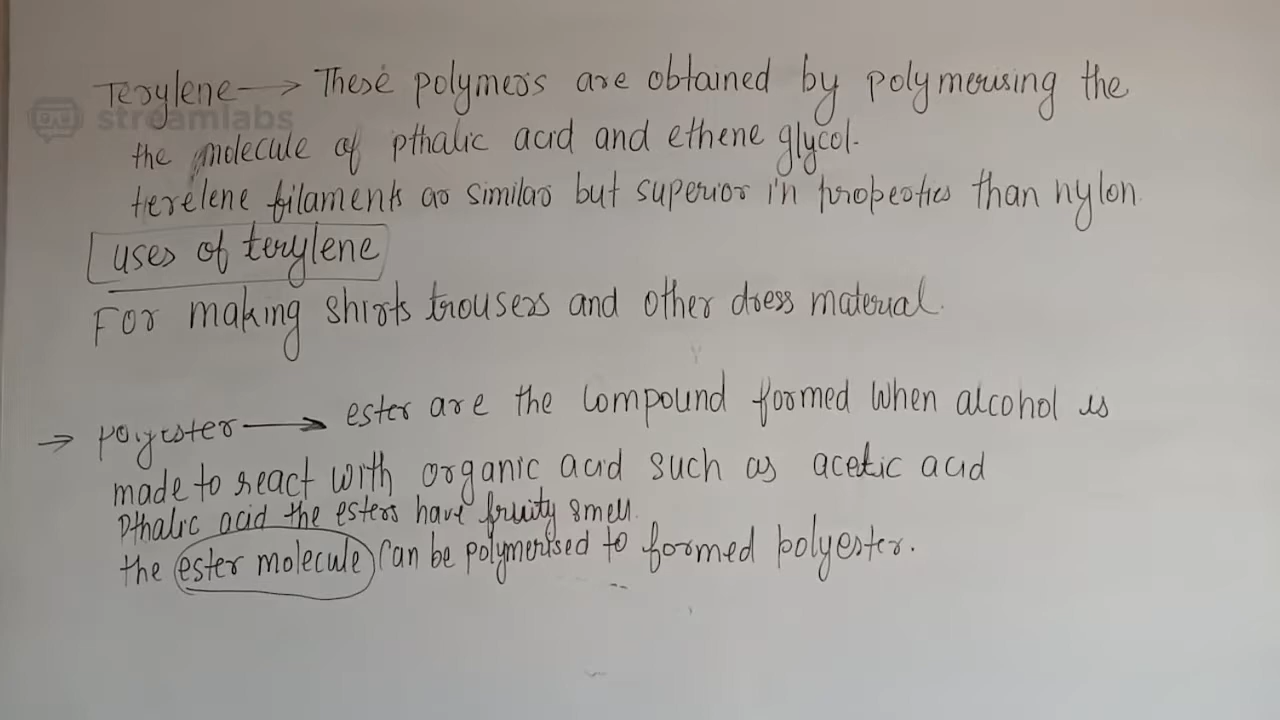 Terylene → These polymers are obtained by polymerising the
streamlabs
the molecule of pthalic acid and ethene glycol.
terelene filaments ar similar but superior in properties than nylon.
uses of terylene
For making shirts trousers and other dress material.
→ polyester → ester are the compound formed when alcohol is
made to react with organic acid such as acetic acid
Pthalic acid the esters have fruity smell.
the ester molecule can be polymerised to formed polyester.